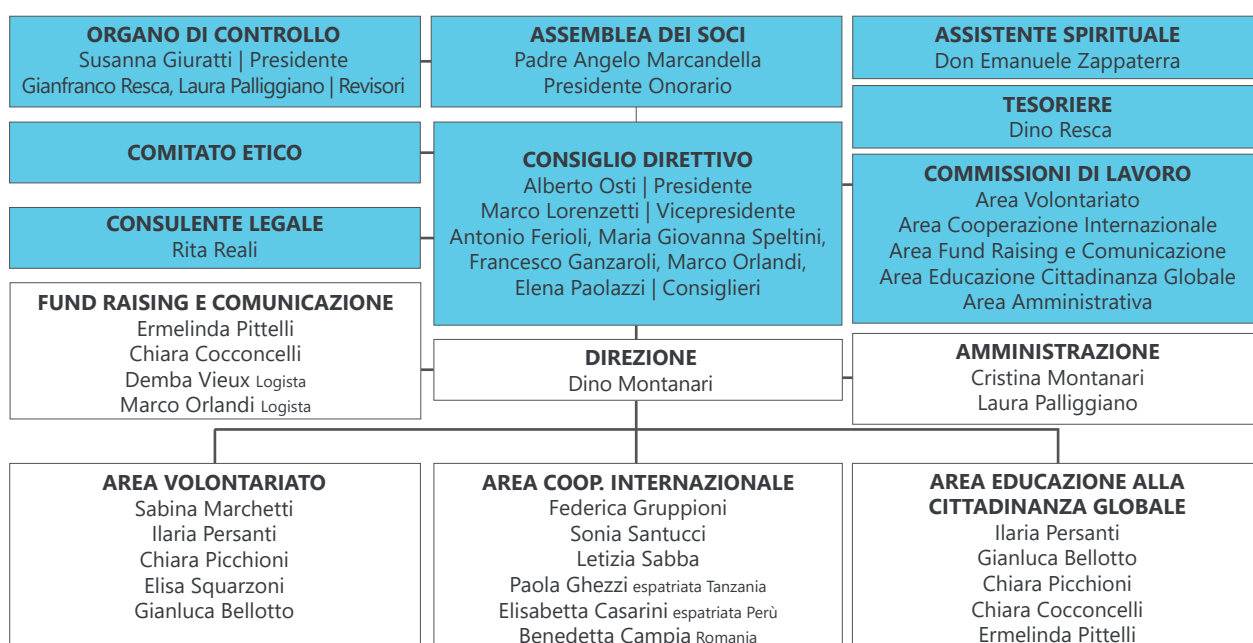 ORGANO DI CONTROLLO
Susanna Giuratti | Presidente
Gianfranco Resca, Laura Palliggiano | Revisori
ASSEMBLEA DEI SOCI
Padre Angelo Marcandella
Presidente Onorario
ASSISTENTE SPIRITUALE
Don Emanuele Zappaterra
TESORIERE
Dino Resca
COMITATO ETICO
CONSIGLIO DIRETTIVO
Alberto Osti | Presidente
Marco Lorenzetti | Vicepresidente
Antonio Ferioli, Maria Giovanna Speltini,
Francesco Ganzaroli, Marco Orlandi,
Elena Paolazzi | Consiglieri
COMMISSIONI DI LAVORO
Area Volontariato
Area Cooperazione Internazionale
Area Fund Raising e Comunicazione
Area Educazione Cittadinanza Globale
Area Amministrativa
CONSULENTE LEGALE
Rita Reali
FUND RAISING E COMUNICAZIONE
Ermelinda Pittelli
Chiara Cocconcelli
Demba Vieux Logista
Marco Orlandi Logista
DIREZIONE
Dino Montanari
AMMINISTRAZIONE
Cristina Montanari
Laura Palliggiano
AREA VOLONTARIATO
Sabina Marchetti
Ilaria Persanti
Chiara Picchioni
Elisa Squarzoni
Gianluca Bellotto
AREA COOP. INTERNAZIONALE
Federica Gruppioni
Sonia Santucci
Letizia Sabba
Paola Ghezzi espatriata Tanzania
Elisabetta Casarini espatriata Perù
Benedetta Campia Romania
AREA EDUCAZIONE ALLA
CITTADINANZA GLOBALE
Ilaria Persanti
Gianluca Bellotto
Chiara Picchioni
Chiara Cocconcelli
Ermelinda Pittelli